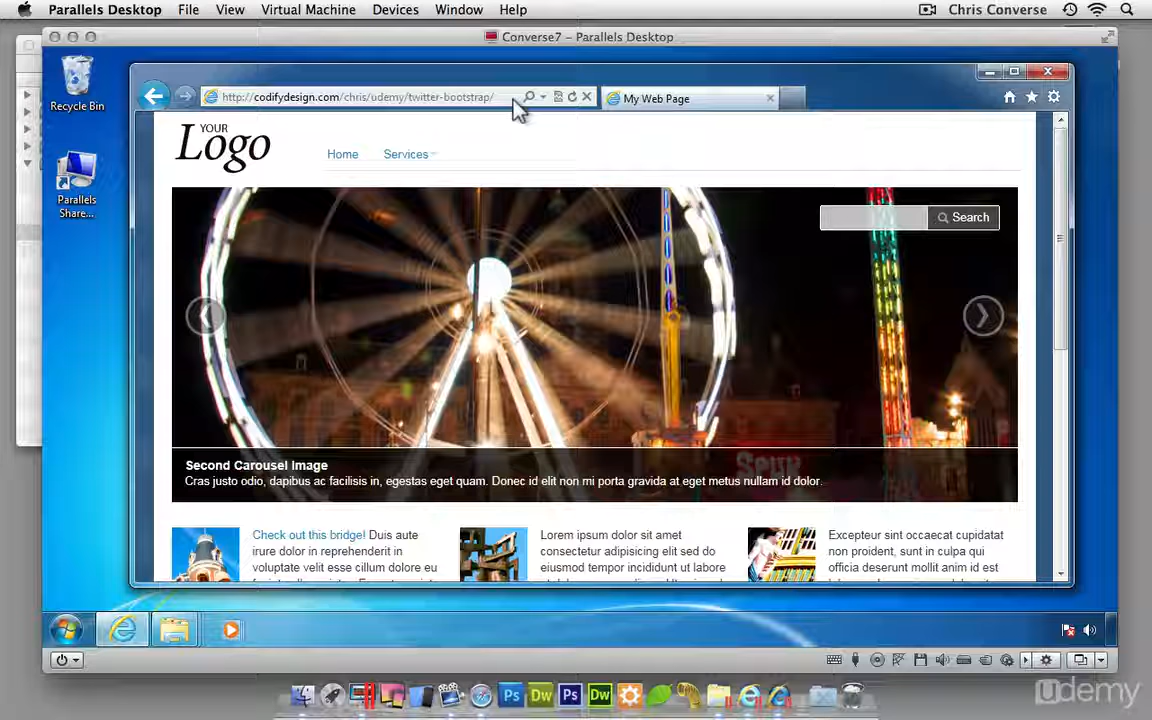 Parallels Desktop File View Virtual Machine Devices Window Help Chris Converse
Converse7 – Parallels Desktop
Recycle Bin
Parallels
Share...
http://codifydesign.com/chris/udemy/twitter-bootstrap/
My Web Page
YOUR
Logo
Home Services
Search
Second Carousel Image
Cras justo odio, dapibus ac facilisis in, egestas eget quam. Donec id elit non mi porta gravida at eget metus nullam id dolor.
Check out this bridge! Duis aute
irure dolor in reprehenderit in
voluptate velit esse cillum dolore eu
Lorem ipsum dolor sit amet
consectetur adipisicing elit sed do
eiusmod tempor incididunt ut labore
Excepteur sint occaecat cupidatat
non proident, sunt in culpa qui
officia deserunt mollit anim id est
Ps Dw Ps Dw
udemy